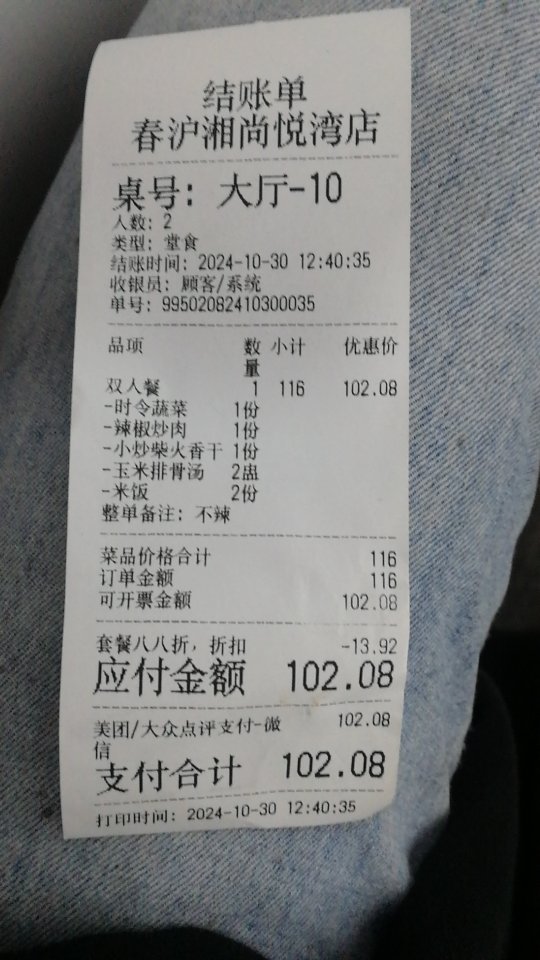 结账单
春沪湘尚悦湾店
桌号: 大厅-10
人数: 2
类型: 堂食
结账时间: 2024-10-30 12:40:35
收银员: 顾客/系统
单号: 99502082410300035
品项 数量 小计 优惠价
双人餐 1 116 102.08
-时令蔬菜 1份
-辣椒炒肉 1份
-小炒柴火香干 1份
-玉米排骨汤 2盅
-米饭 2份
整单备注: 不辣
菜品价格合计 116
订单金额 116
可开票金额 102.08
套餐八八折, 折扣 -13.92
应付金额 102.08
美团/大众点评支付-微信 102.08
支付合计 102.08
打印时间: 2024-10-30 12:40:35